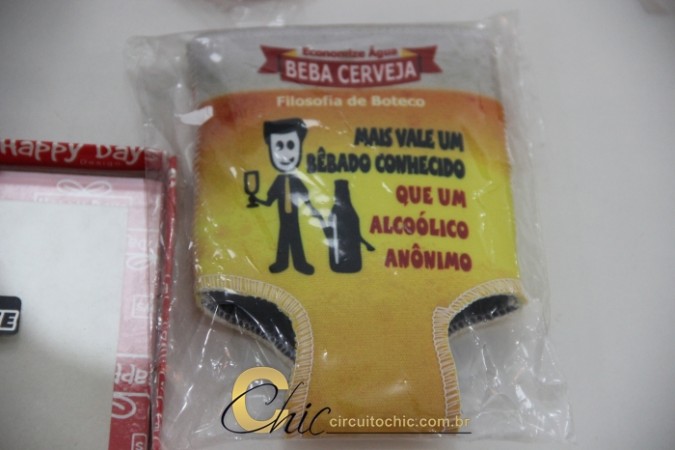 Economize Água
BEBA CERVEJA
Filosofia de Boteco
MAIS VALE UM
BÊBADO CONHECIDO
QUE UM
ALCOÓLICO
ANÔNIMO
Happy Day
Chic
circuitochic.com.br